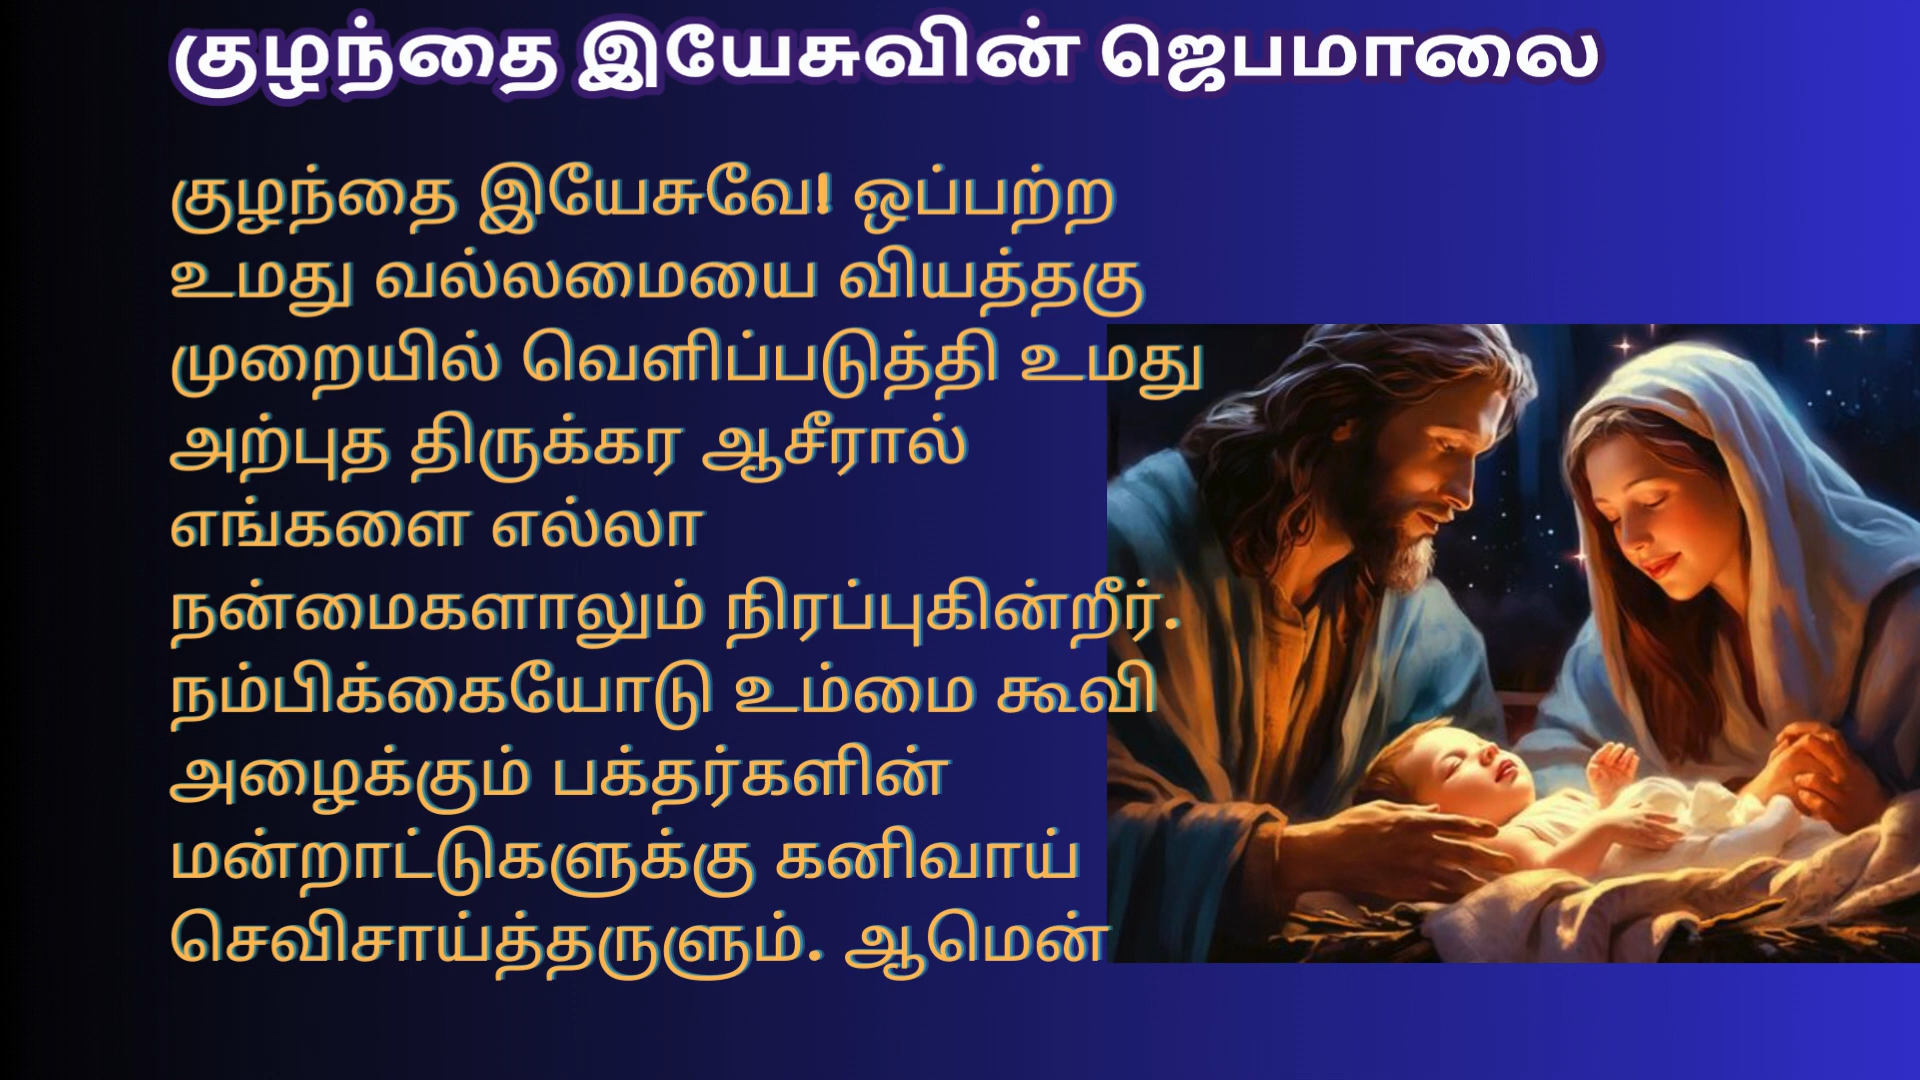 குழந்தை இயேசுவின் ஜெபமாலை
குழந்தை இயேசுவே! ஒப்பற்ற
உமது வல்லமையை வியத்தகு
முறையில் வெளிப்படுத்தி உமது
அற்புத திருக்கர ஆசீரால்
எங்களை எல்லா
நன்மைகளாலும் நிரப்புகின்றீர்.
நம்பிக்கையோடு உம்மை கூவி
அழைக்கும் பக்தர்களின்
மன்றாட்டுகளுக்கு கனிவாய்
செவிசாய்த்தருளும். ஆமென்